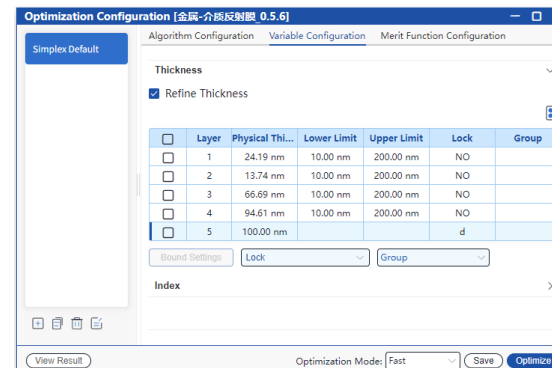 Optimization Configuration [金属-介质反射膜_0.5.6]
Simplex Default
Algorithm Configuration Variable Configuration Merit Function Configuration
Thickness
Refine Thickness
Layer Physical Thi... Lower Limit Upper Limit Lock Group
1 24.19 nm 10.00 nm 200.00 nm NO
2 13.74 nm 10.00 nm 200.00 nm NO
3 66.69 nm 10.00 nm 200.00 nm NO
4 94.61 nm 10.00 nm 200.00 nm NO
5 100.00 nm d
Bound Settings Lock Group
Index
View Result Optimization Mode: Fast Save Optimize